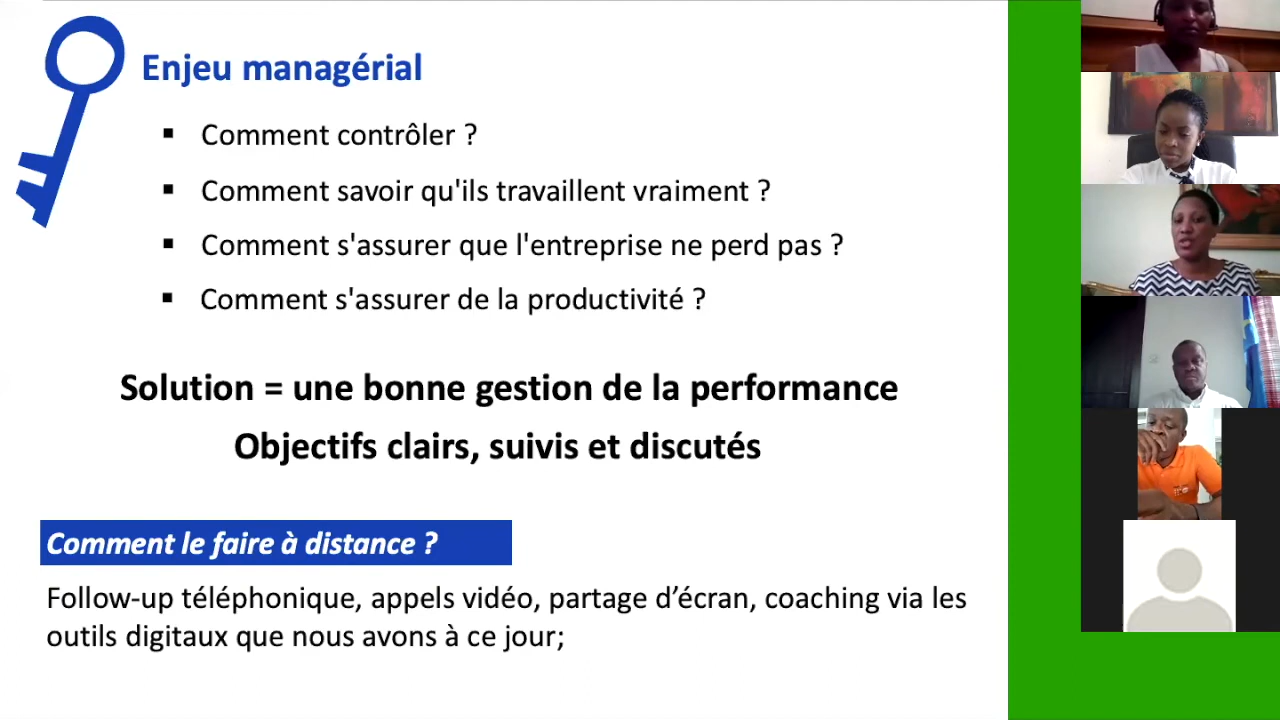 Enjeu managérial
▪ Comment contrôler ?
▪ Comment savoir qu'ils travaillent vraiment ?
▪ Comment s'assurer que l'entreprise ne perd pas ?
▪ Comment s'assurer de la productivité ?
Solution = une bonne gestion de la performance
Objectifs clairs, suivis et discutés
Comment le faire à distance ?
Follow-up téléphonique, appels vidéo, partage d’écran, coaching via les
outils digitaux que nous avons à ce jour;